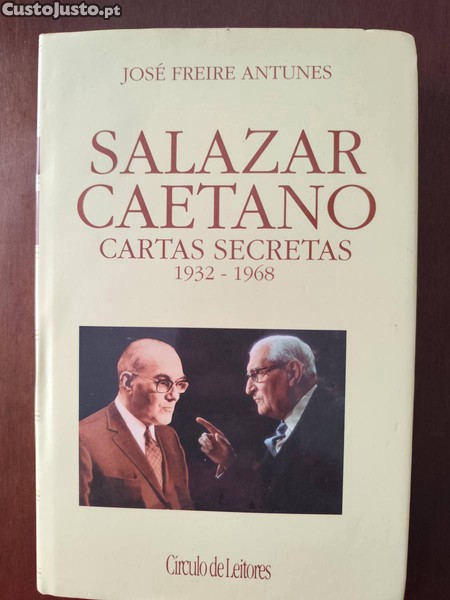 CustoJusto.pt
JOSÉ FREIRE ANTUNES
SALAZAR
CAETANO
CARTAS SECRETAS
1932 - 1968
Círculo de Leitores